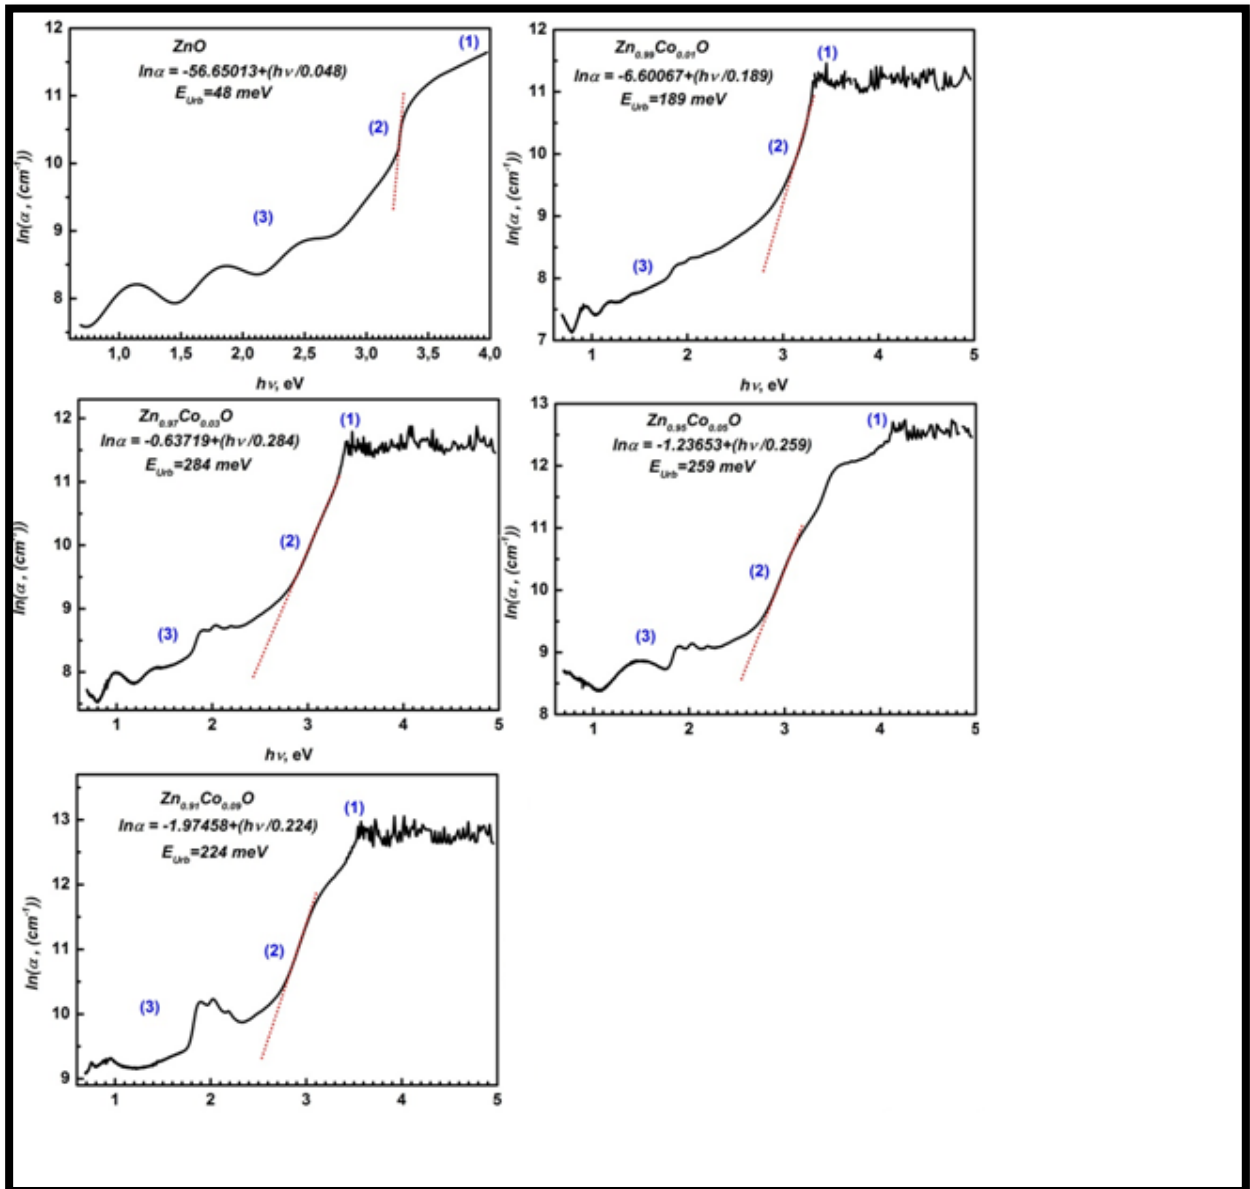 ZnO
lnα = -56.65013+(hν/0.048)
E_Urb=48 meV
(1)
(2)
(3)
12
11
10
9
8
ln(α , (cm⁻¹))
1,0 1,5 2,0 2,5 3,0 3,5 4,0
hν, eV
Zn₀.₉₉Co₀.₀₁O
lnα = -6.60067+(hν/0.189)
E_Urb=189 meV
(1)
(2)
(3)
12
11
10
9
8
7
ln(α , (cm⁻¹))
1 2 3 4 5
hν, eV
Zn₀.₉₇Co₀.₀₃O
lnα = -0.63719+(hν/0.284)
E_Urb=284 meV
(1)
(2)
(3)
12
11
10
9
8
ln(α , (cm⁻¹))
1 2 3 4 5
hν, eV
Zn₀.₉₅Co₀.₀₅O
lnα = -1.23653+(hν/0.259)
E_Urb=259 meV
(1)
(2)
(3)
13
12
11
10
9
8
ln(α , (cm⁻¹))
1 2 3 4 5
Zn₀.₉₁Co₀.₀₉O
lnα = -1.97458+(hν/0.224)
E_Urb=224 meV
(1)
(2)
(3)
13
12
11
10
9
ln(α , (cm⁻¹))
1 2 3 4 5